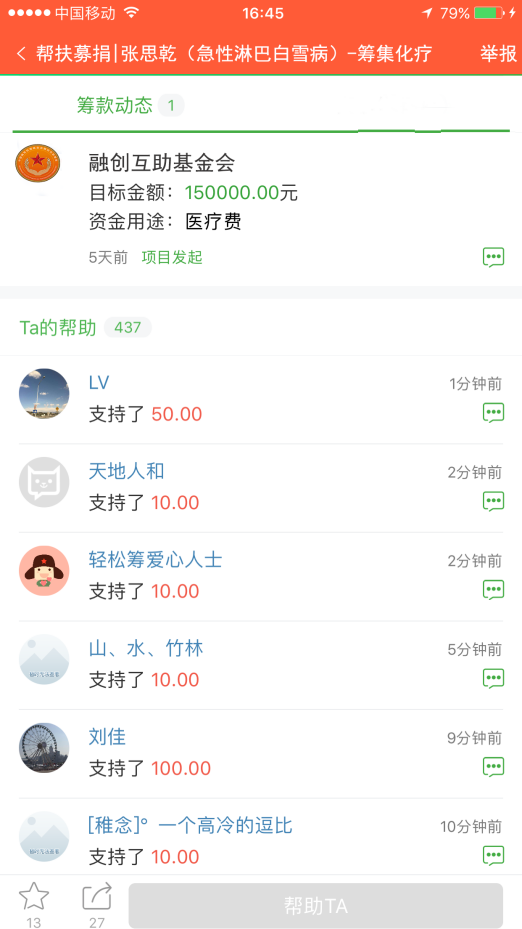 中国移动 16:45 79%
帮扶募捐|张思乾（急性淋巴白雪病）-筹集化疗 举报
筹款动态 1
融创互助基金会
目标金额：150000.00元
资金用途：医疗费
5天前 项目发起
Ta的帮助 437
LV 1分钟前
支持了 50.00
天地人和 2分钟前
支持了 10.00
轻松筹爱心人士 2分钟前
支持了 10.00
山、水、竹林 5分钟前
支持了 10.00
刘佳 9分钟前
支持了 100.00
[稚念]°一个高冷的逗比 10分钟前
支持了 10.00
13 27 帮助TA